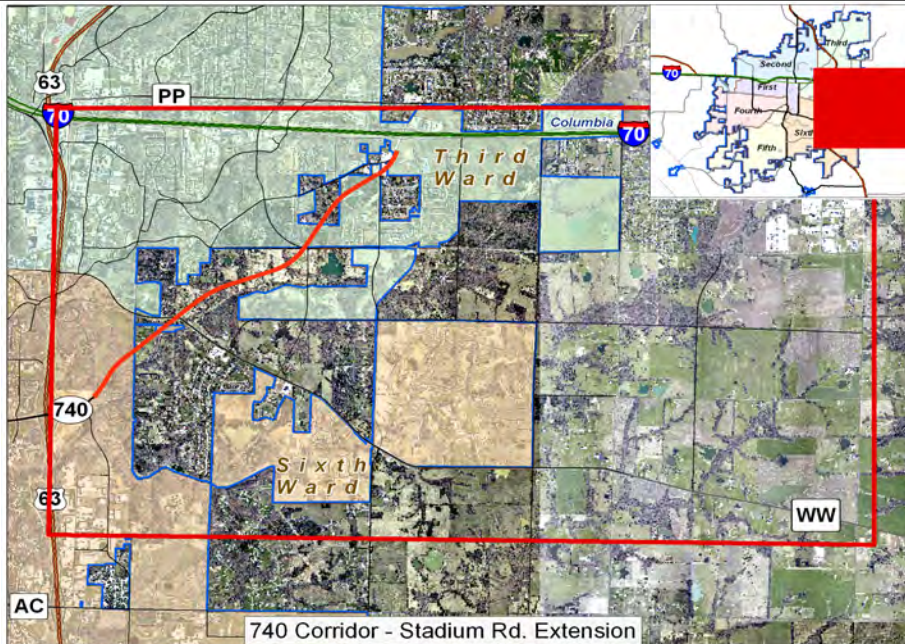 63
PP
70
Columbia
70
Third
Ward
740
Sixth
Ward
63
WW
AC
740 Corridor - Stadium Rd. Extension
70
Third
Second
First
Fourth
Fifth